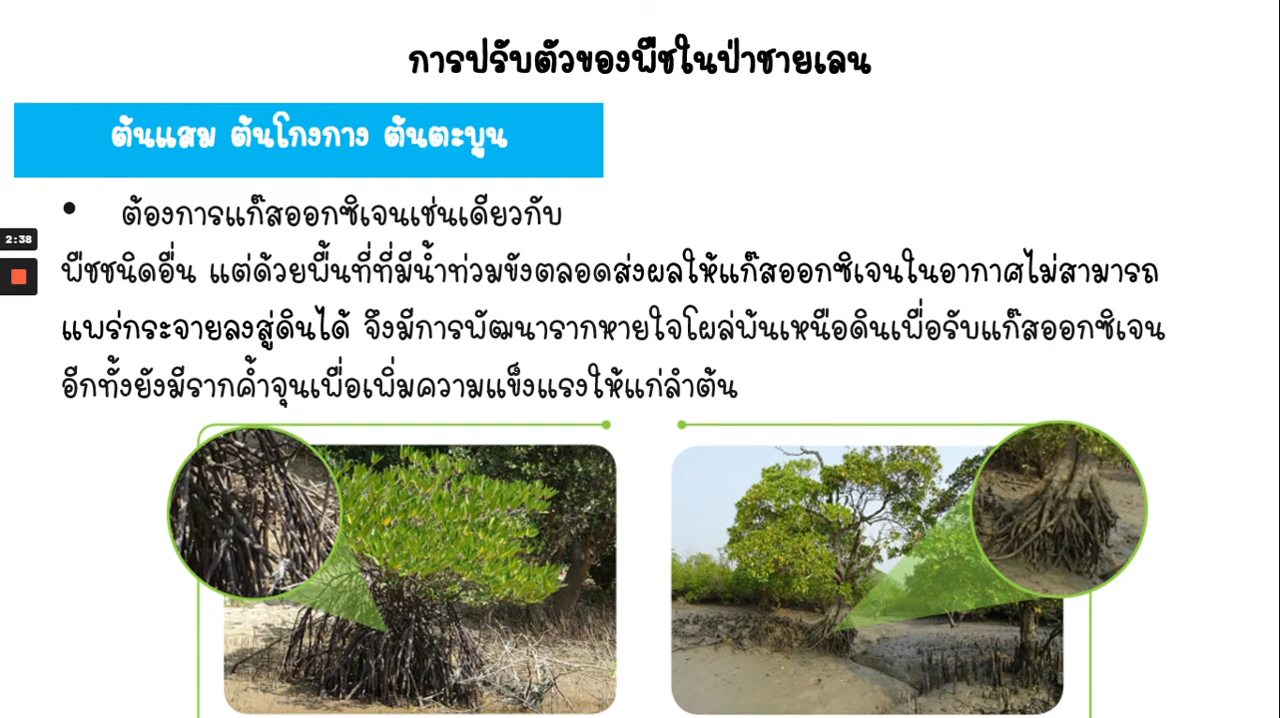 การปรับตัวของพืชในป่าชายเลน
ต้นแสม ต้นโกงกาง ต้นตะบูน
• ต้องการแก๊สออกซิเจนเช่นเดียวกับ
2:38
พืชชนิดอื่น แต่ด้วยพื้นที่ที่มีน้ำท่วมขังตลอดส่งผลให้แก๊สออกซิเจนในอากาศไม่สามารถ
แพร่กระจายลงสู่ดินได้ จึงมีการพัฒนารากหายใจโผล่พ้นเหนือดินเพื่อรับแก๊สออกซิเจน
อีกทั้งยังมีรากค้ำจุนเพื่อเพิ่มความแข็งแรงให้แก่ลำต้น